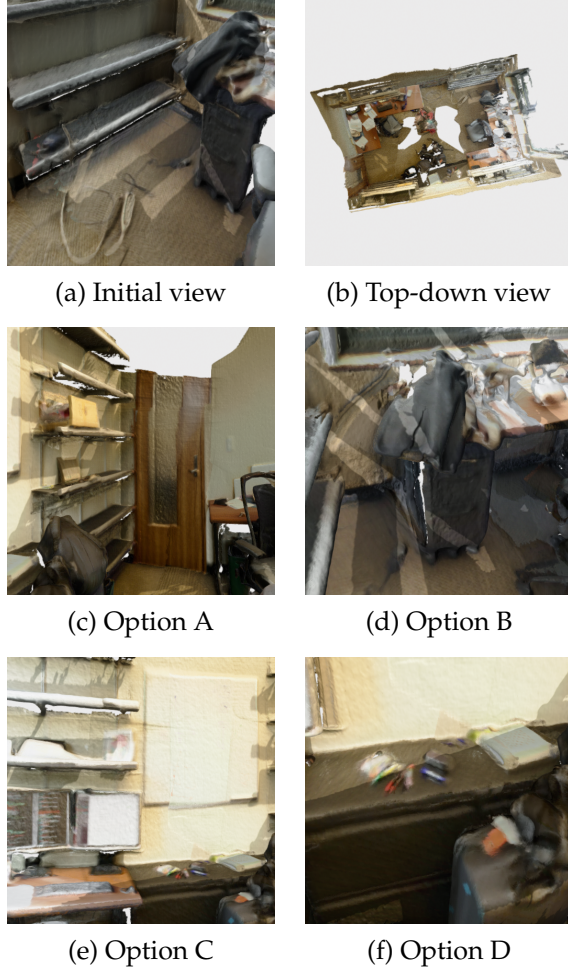 (a) Initial view
(b) Top-down view
(c) Option A
(d) Option B
(e) Option C
(f) Option D